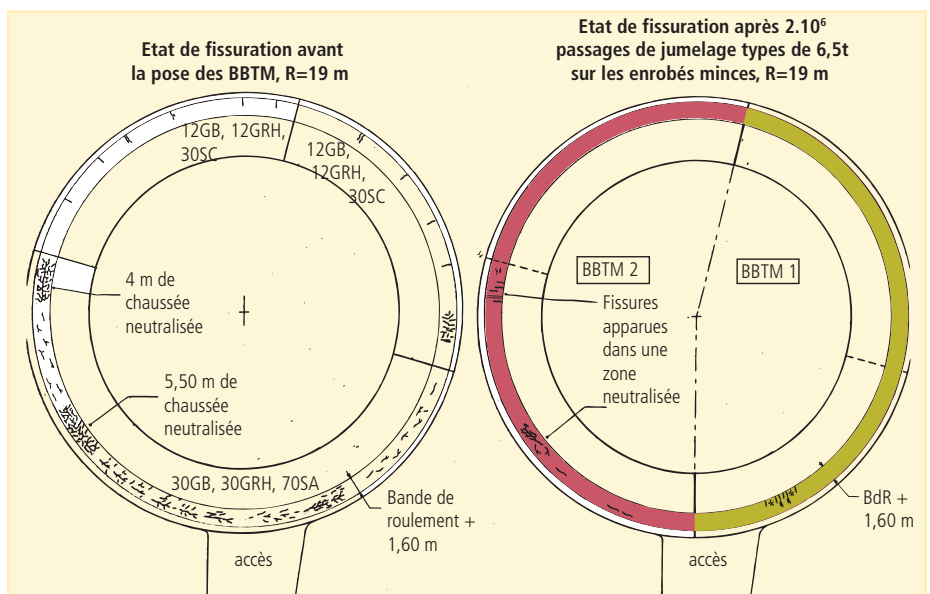 Etat de fissuration avant
la pose des BBTM, R=19 m
12GB, 12GRH,
30SC
12GB,
12GRH,
30SC
4 m de
chaussée
neutralisée
5,50 m de
chaussée
neutralisée
30GB, 30GRH, 70SA
Bande de
roulement +
1,60 m
accès
Etat de fissuration après 2.10⁶
passages de jumelage types de 6,5t
sur les enrobés minces, R=19 m
BBTM 2
BBTM 1
Fissures
apparues
dans une
zone
neutralisée
BdR +
1,60 m
accès